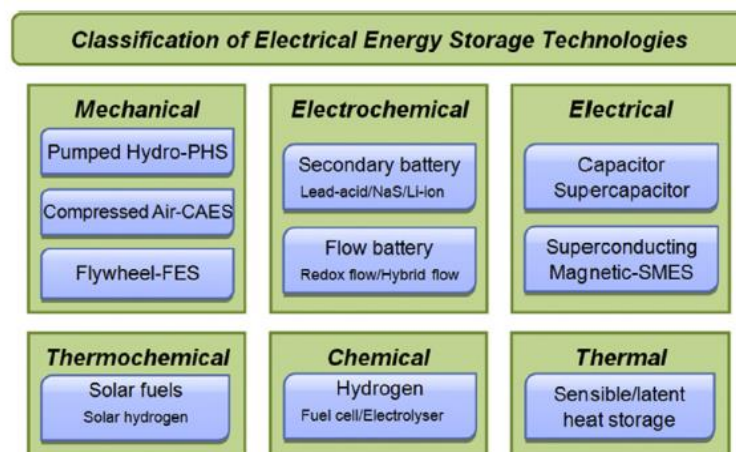 Classification of Electrical Energy Storage Technologies
Mechanical
Pumped Hydro-PHS
Compressed Air-CAES
Flywheel-FES
Electrochemical
Secondary battery
Lead-acid/NaS/Li-ion
Flow battery
Redox flow/Hybrid flow
Electrical
Capacitor
Supercapacitor
Superconducting
Magnetic-SMES
Thermochemical
Solar fuels
Solar hydrogen
Chemical
Hydrogen
Fuel cell/Electrolyser
Thermal
Sensible/latent
heat storage